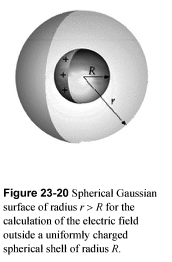 +
+
+
R
r
Figure 23-20 Spherical Gaussian
surface of radius r > R for the
calculation of the electric field
outside a uniformly charged
spherical shell of radius R.